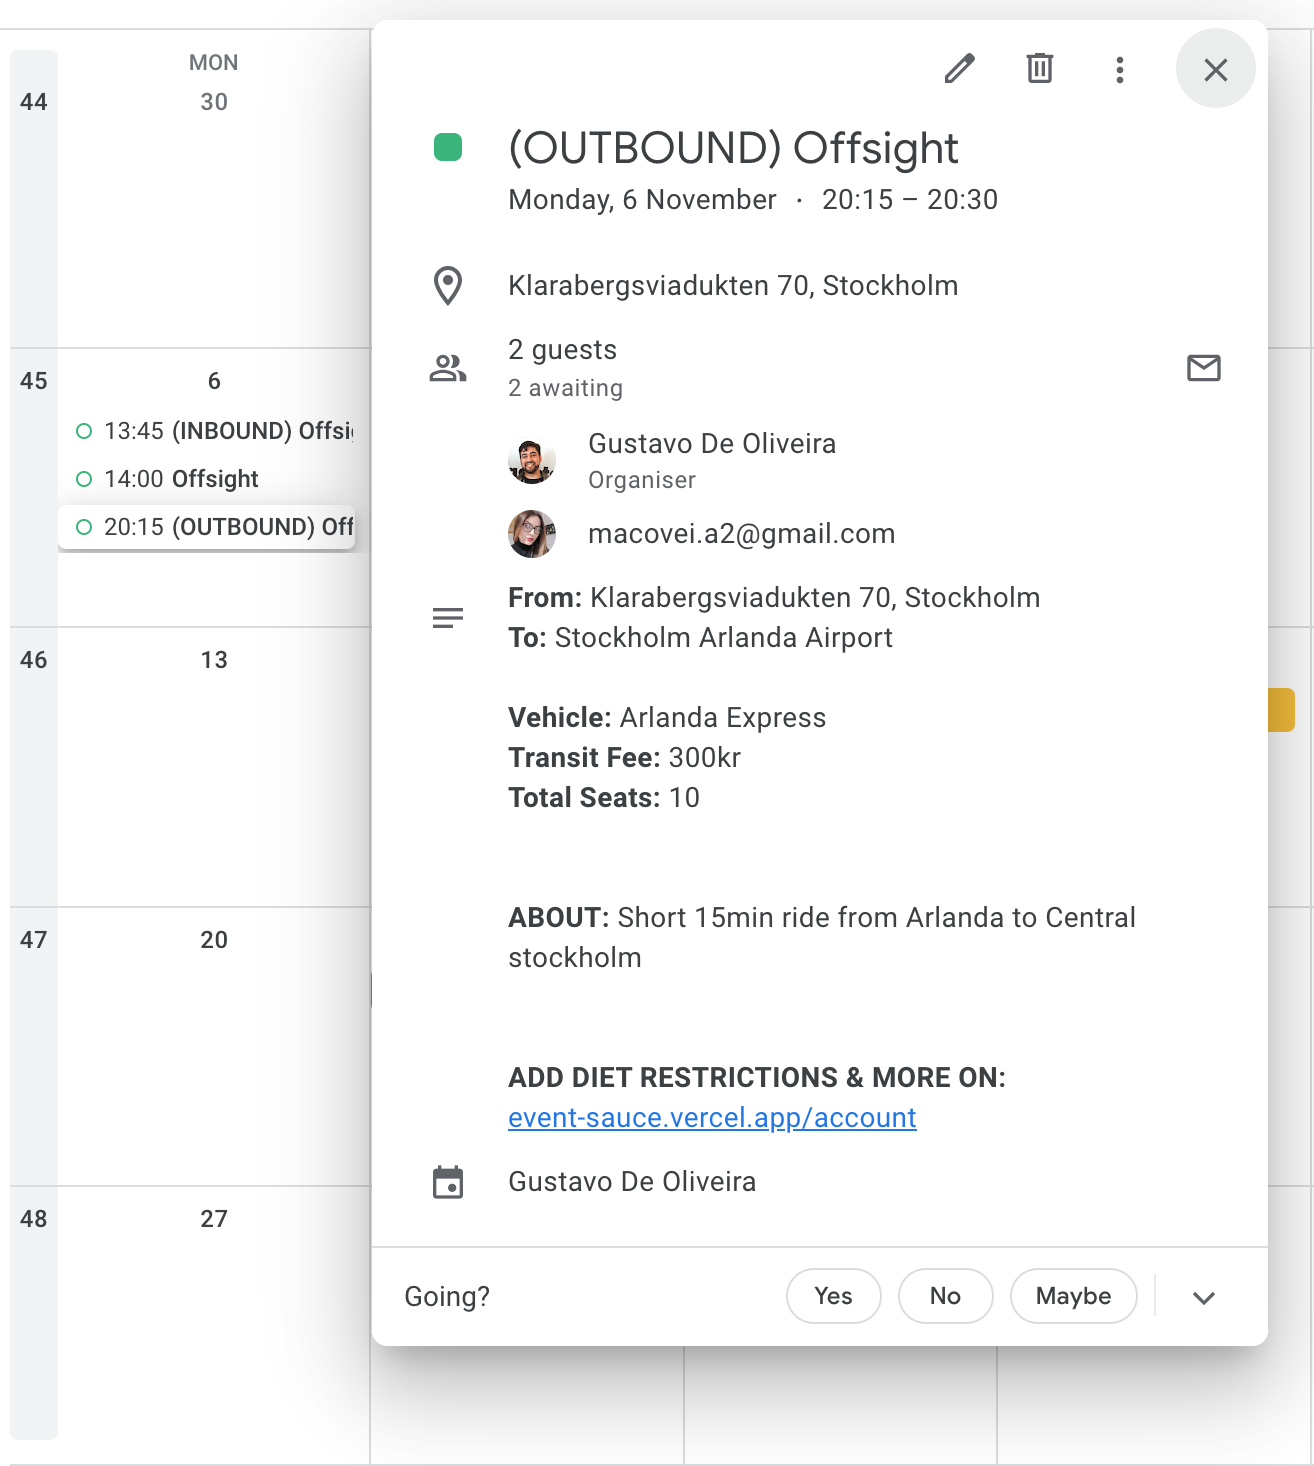 MON
44
30
45
6
13:45 (INBOUND) Offsi
14:00 Offsight
20:15 (OUTBOUND) Off
46
13
47
20
48
27
(OUTBOUND) Offsight
Monday, 6 November · 20:15 – 20:30
Klarabergsviadukten 70, Stockholm
2 guests
2 awaiting
Gustavo De Oliveira
Organiser
macovei.a2@gmail.com
From: Klarabergsviadukten 70, Stockholm
To: Stockholm Arlanda Airport
Vehicle: Arlanda Express
Transit Fee: 300kr
Total Seats: 10
ABOUT: Short 15min ride from Arlanda to Central
stockholm
ADD DIET RESTRICTIONS & MORE ON:
event-sauce.vercel.app/account
Gustavo De Oliveira
Going?
Yes
No
Maybe